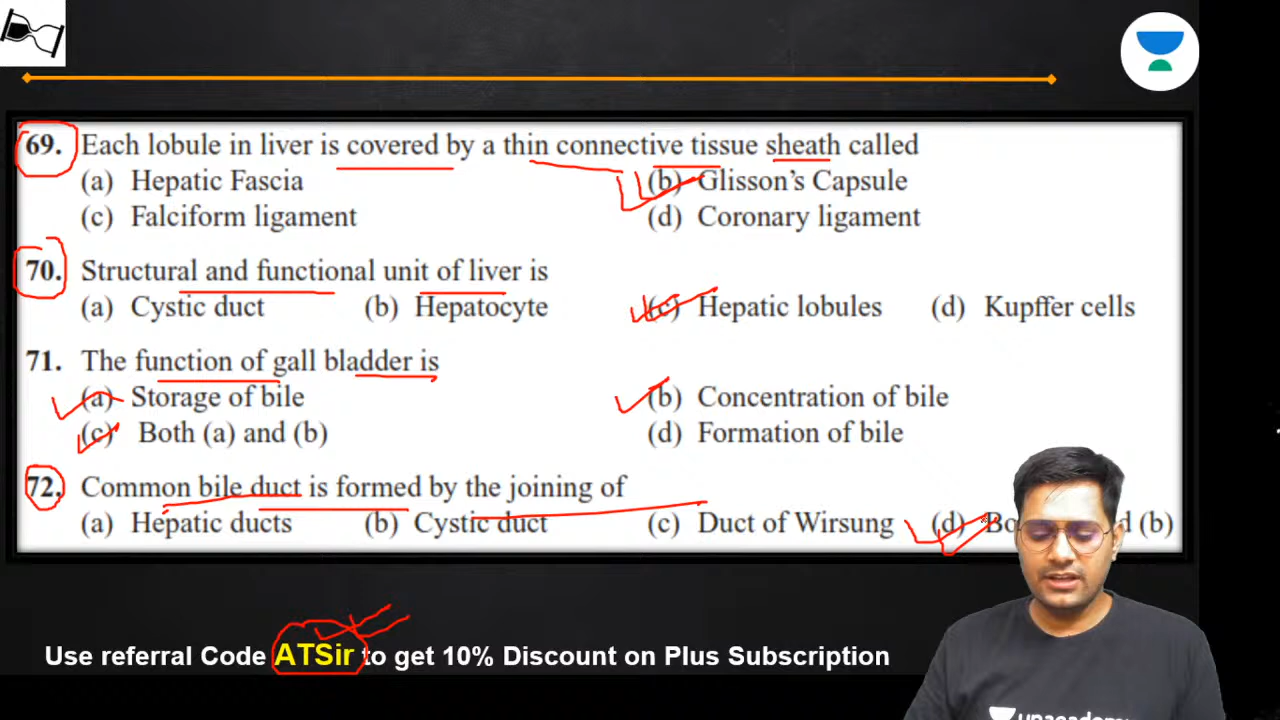 69. Each lobule in liver is covered by a thin connective tissue sheath called
(a) Hepatic Fascia (b) Glisson's Capsule
(c) Falciform ligament (d) Coronary ligament
70. Structural and functional unit of liver is
(a) Cystic duct (b) Hepatocyte (c) Hepatic lobules (d) Kupffer cells
71. The function of gall bladder is
(a) Storage of bile (b) Concentration of bile
(c) Both (a) and (b) (d) Formation of bile
72. Common bile duct is formed by the joining of
(a) Hepatic ducts (b) Cystic duct (c) Duct of Wirsung (d) (b)
Use referral Code ATSir to get 10% Discount on Plus Subscription